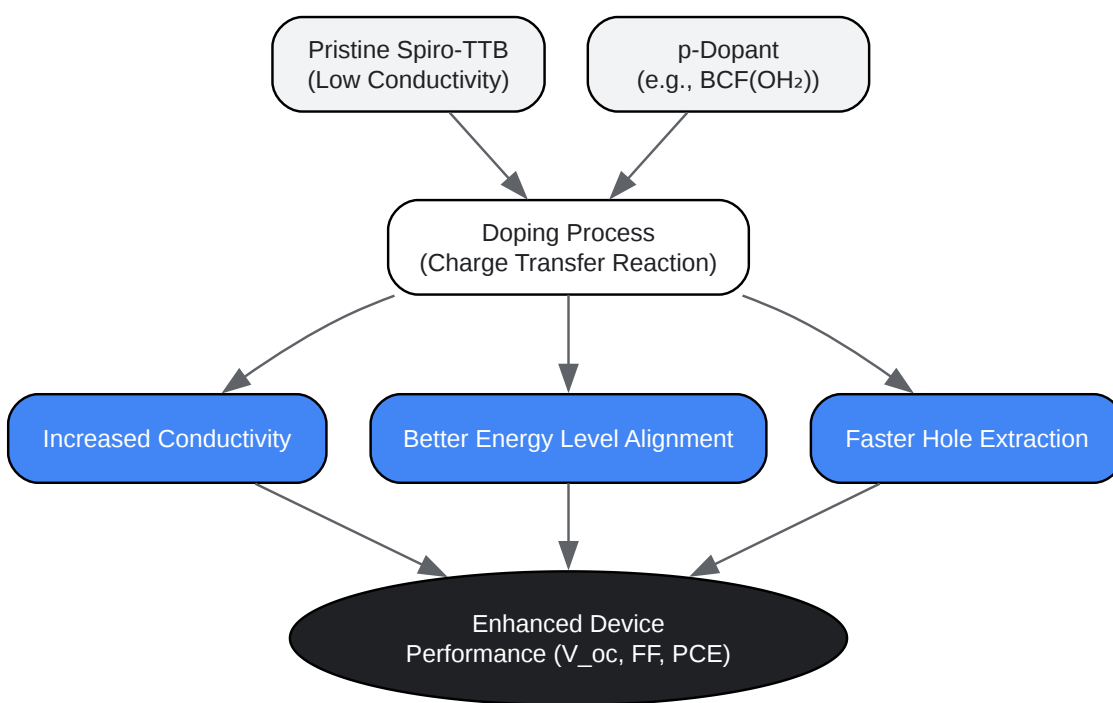 Pristine Spiro-TTB
(Low Conductivity)
p-Dopant
(e.g., BCF(OH₂))
Doping Process
(Charge Transfer Reaction)
Increased Conductivity
Better Energy Level Alignment
Faster Hole Extraction
Enhanced Device
Performance (V_oc, FF, PCE)